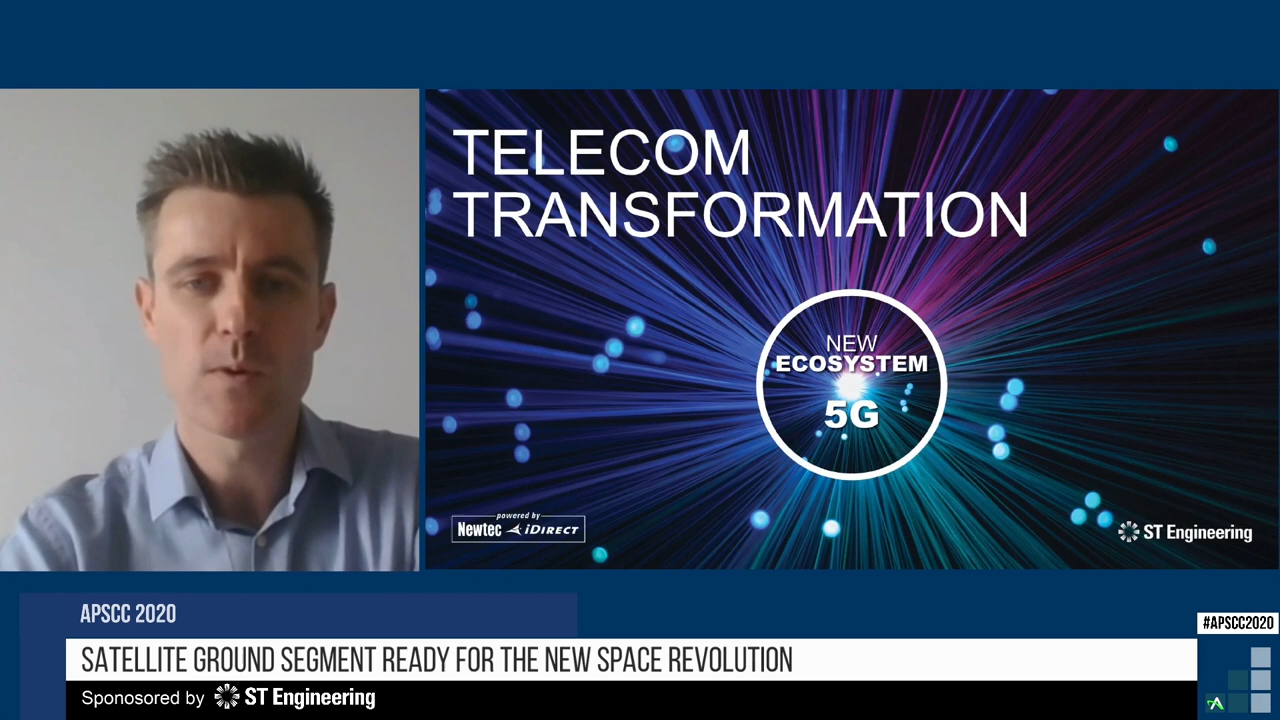 TELECOM
TRANSFORMATION
NEW
ECOSYSTEM
5G
powered by
Newtec iDIRECT
ST Engineering
APSCC 2020
#APSCC2020
SATELLITE GROUND SEGMENT READY FOR THE NEW SPACE REVOLUTION
Sponosored by ST Engineering